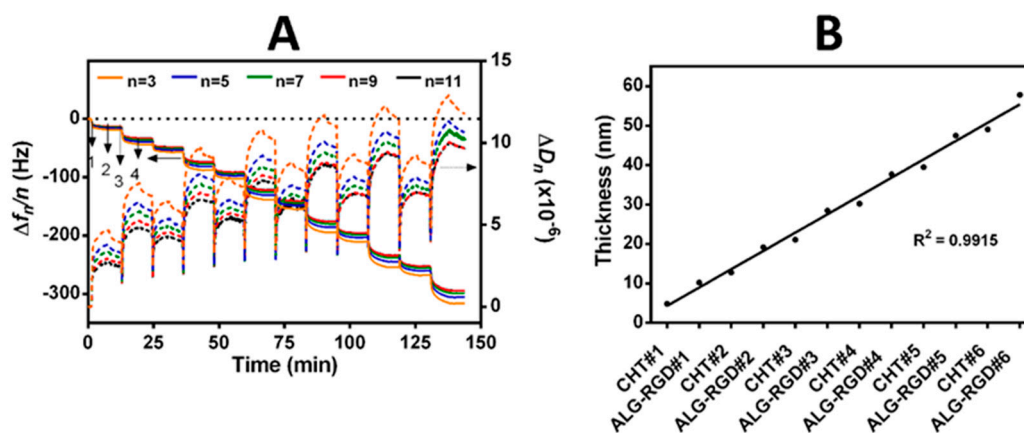 A
n=3 n=5 n=7 n=9 n=11
0
-100
-200
-300
Δfn/n (Hz)
1
2
3
4
15
10
5
0
ΔDn (x10-6)
0 25 50 75 100 125 150
Time (min)
B
60
50
40
30
20
10
0
Thickness (nm)
R2 = 0.9915
CHT#1
ALG-RGD#1
CHT#2
ALG-RGD#2
CHT#3
ALG-RGD#3
CHT#4
ALG-RGD#4
CHT#5
ALG-RGD#5
CHT#6
ALG-RGD#6